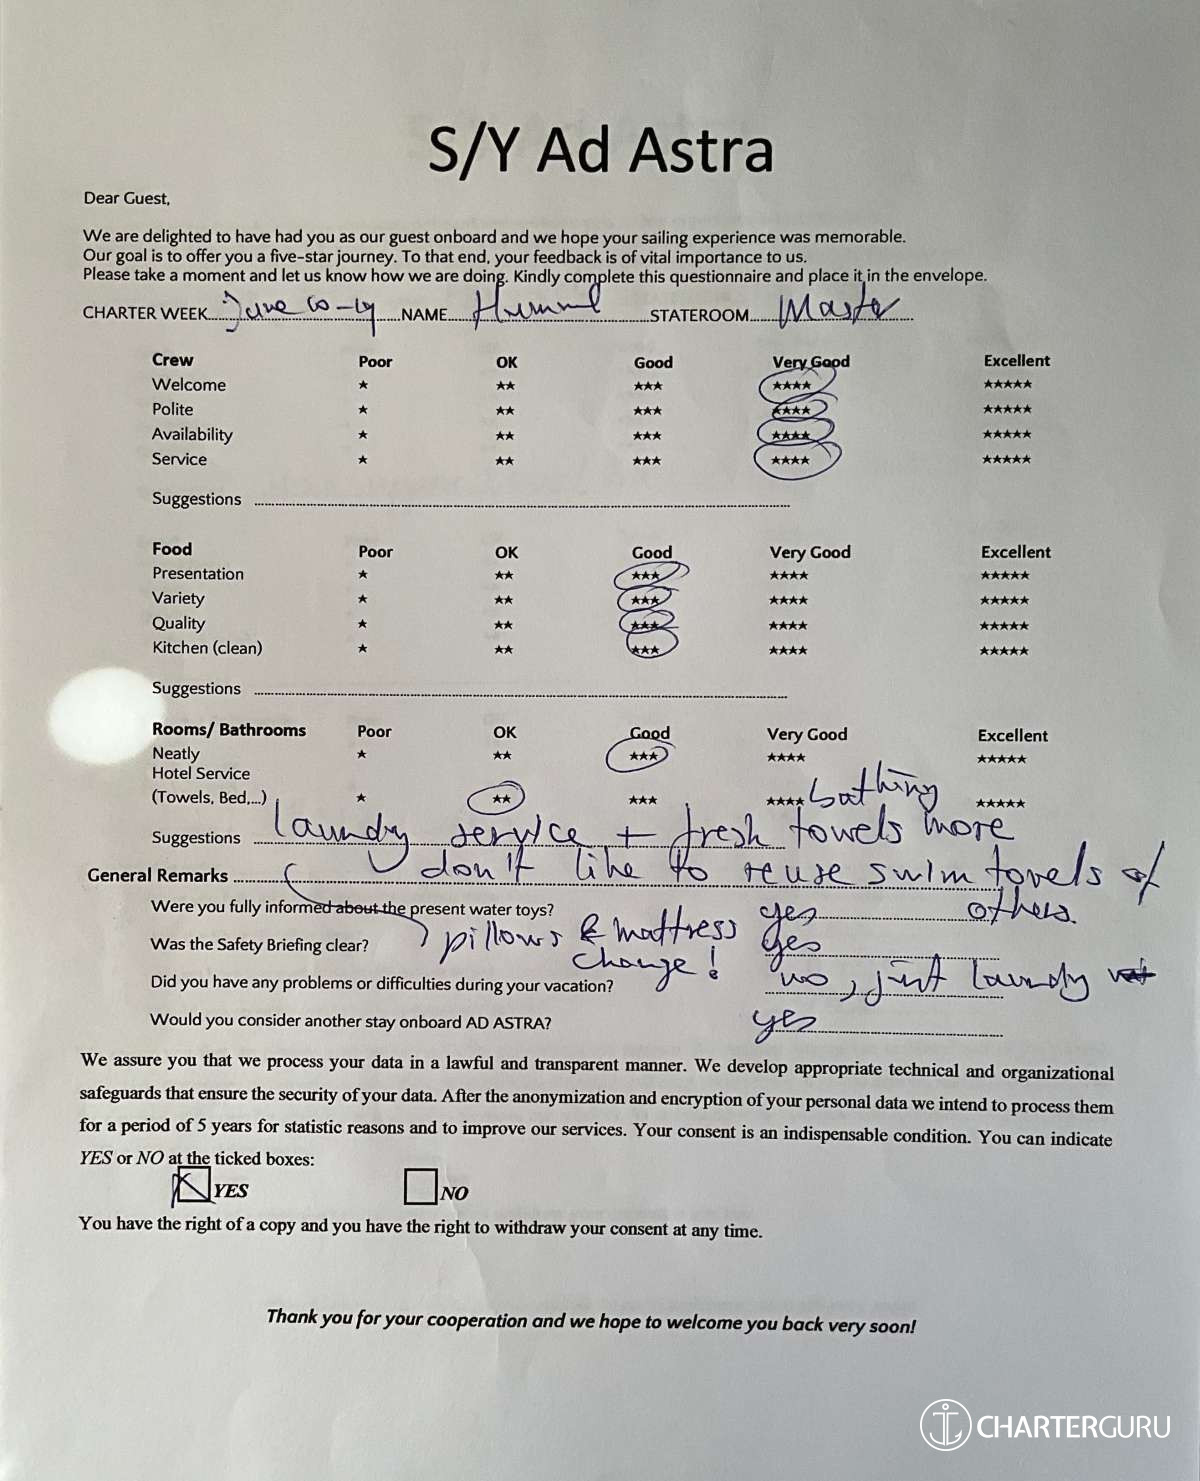 S/Y Ad Astra
Dear Guest,
We are delighted to have had you as our guest onboard and we hope your sailing experience was memorable.
Our goal is to offer you a five-star journey. To that end, your feedback is of vital importance to us.
Please take a moment and let us know how we are doing. Kindly complete this questionnaire and place it in the envelope.
CHARTER WEEK June NAME STATEROOM Master
Crew Poor OK Good Very Good Excellent
Welcome ★ ★★ ★★★ ★★★★ ★★★★★
Polite ★ ★★ ★★★ ★★★★ ★★★★★
Availability ★ ★★ ★★★ ★★★★ ★★★★★
Service ★ ★★ ★★★ ★★★★ ★★★★★
Suggestions
Food Poor OK Good Very Good Excellent
Presentation ★ ★★ ★★★ ★★★★ ★★★★★
Variety ★ ★★ ★★★ ★★★★ ★★★★★
Quality ★ ★★ ★★★ ★★★★ ★★★★★
Kitchen (clean) ★ ★★ ★★★ ★★★★ ★★★★★
Suggestions
Rooms/ Bathrooms Poor OK Good Very Good Excellent
Neatly ★ ★★ ★★★ ★★★★ ★★★★★
Hotel Service
(Towels, Bed,...) ★ ★★ ★★★ ★★★★ bathing ★★★★★
Suggestions laundry service + fresh towels more
General Remarks don't like to reuse swim towels of
others.
Were you fully informed about the present water toys? yes
pillows & mattress
Was the Safety Briefing clear? yes
change!
Did you have any problems or difficulties during your vacation? no, just laundry
Would you consider another stay onboard AD ASTRA? yes
We assure you that we process your data in a lawful and transparent manner. We develop appropriate technical and organizational
safeguards that ensure the security of your data. After the anonymization and encryption of your personal data we intend to process them
for a period of 5 years for statistic reasons and to improve our services. Your consent is an indispensable condition. You can indicate
YES or NO at the ticked boxes:
YES NO
You have the right of a copy and you have the right to withdraw your consent at any time.
Thank you for your cooperation and we hope to welcome you back very soon!
CHARTERGURU